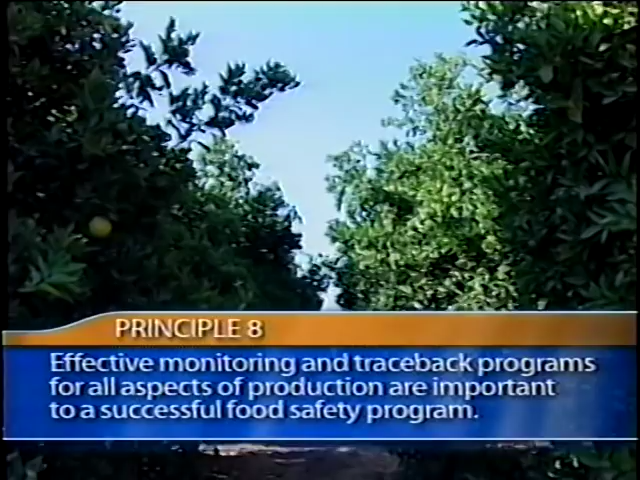 PRINCIPLE 8
Effective monitoring and traceback programs
for all aspects of production are important
to a successful food safety program.